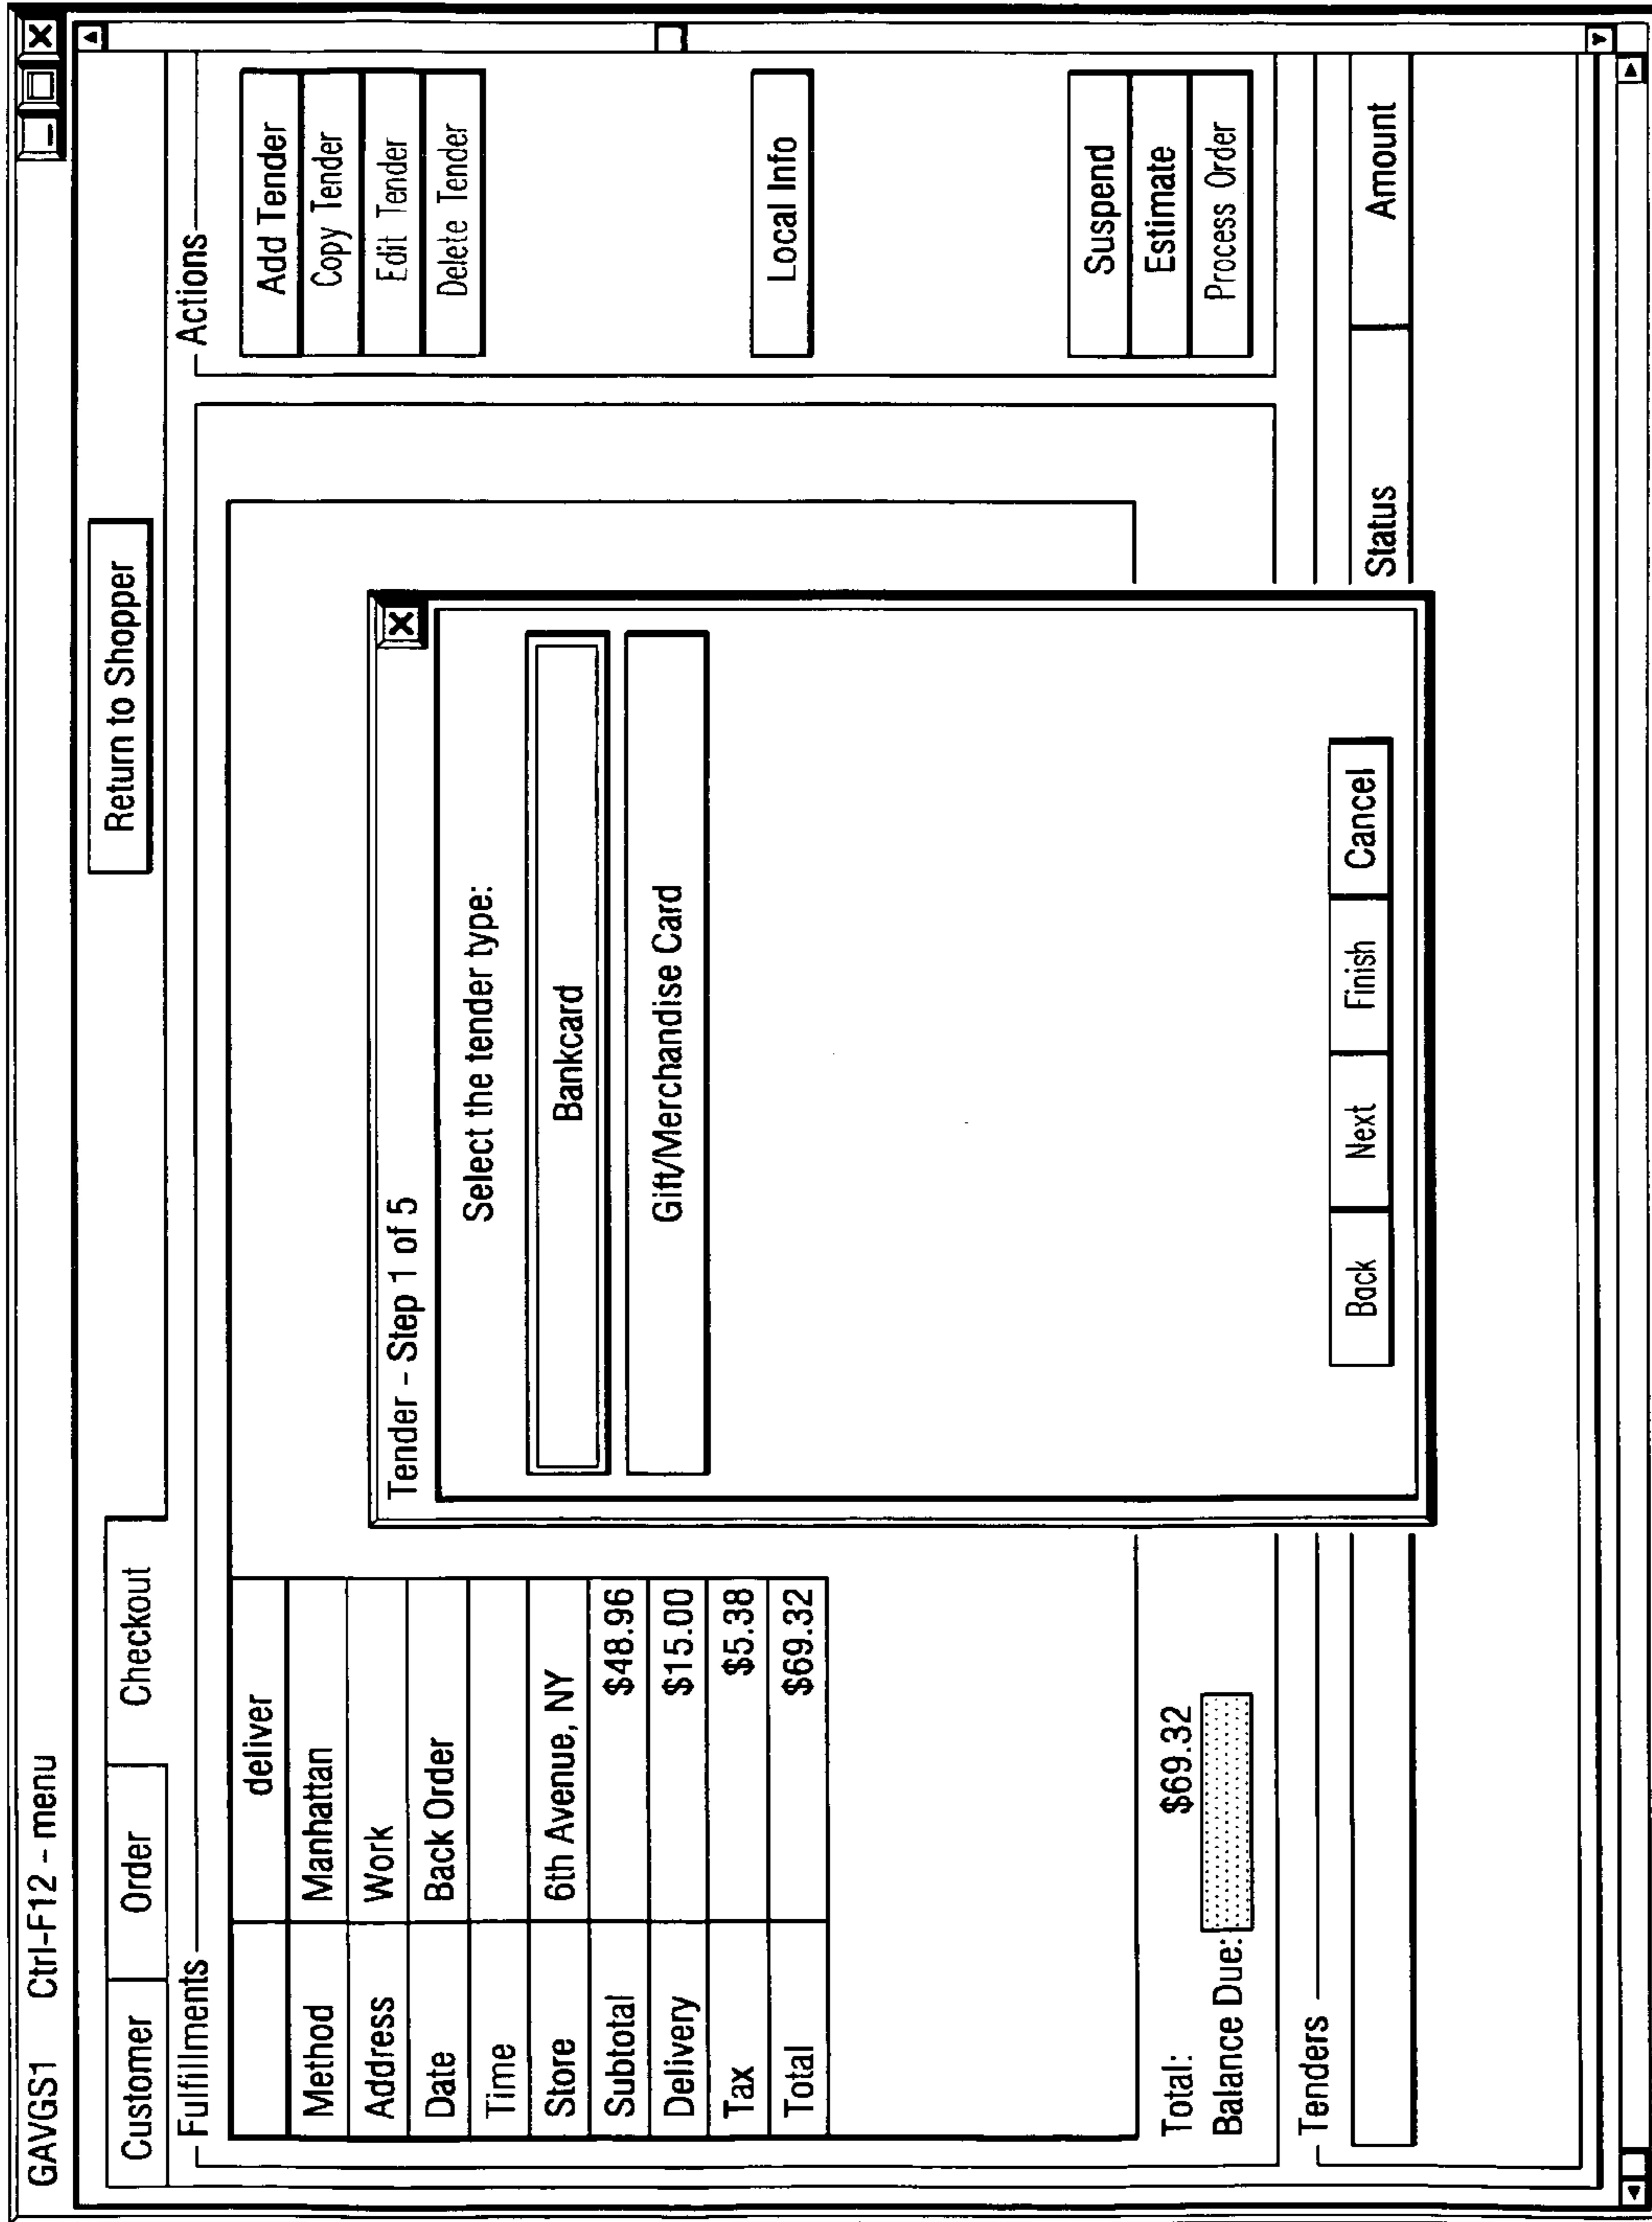 GAVGS1 Ctrl-F12 – menu
Return to Shopper
Customer Order Checkout
Fulfillments
deliver
Method Manhattan
Address Work
Date Back Order
Time
Store 6th Avenue, NY
Subtotal $48.96
Delivery $15.00
Tax $5.38
Total $69.32
Total: $69.32
Balance Due:
Tender – Step 1 of 5
Select the tender type:
Bankcard
Gift/Merchandise Card
Back Next Finish Cancel
Actions
Add Tender
Copy Tender
Edit Tender
Delete Tender
Local Info
Suspend
Estimate
Process Order
Tenders
Status Amount